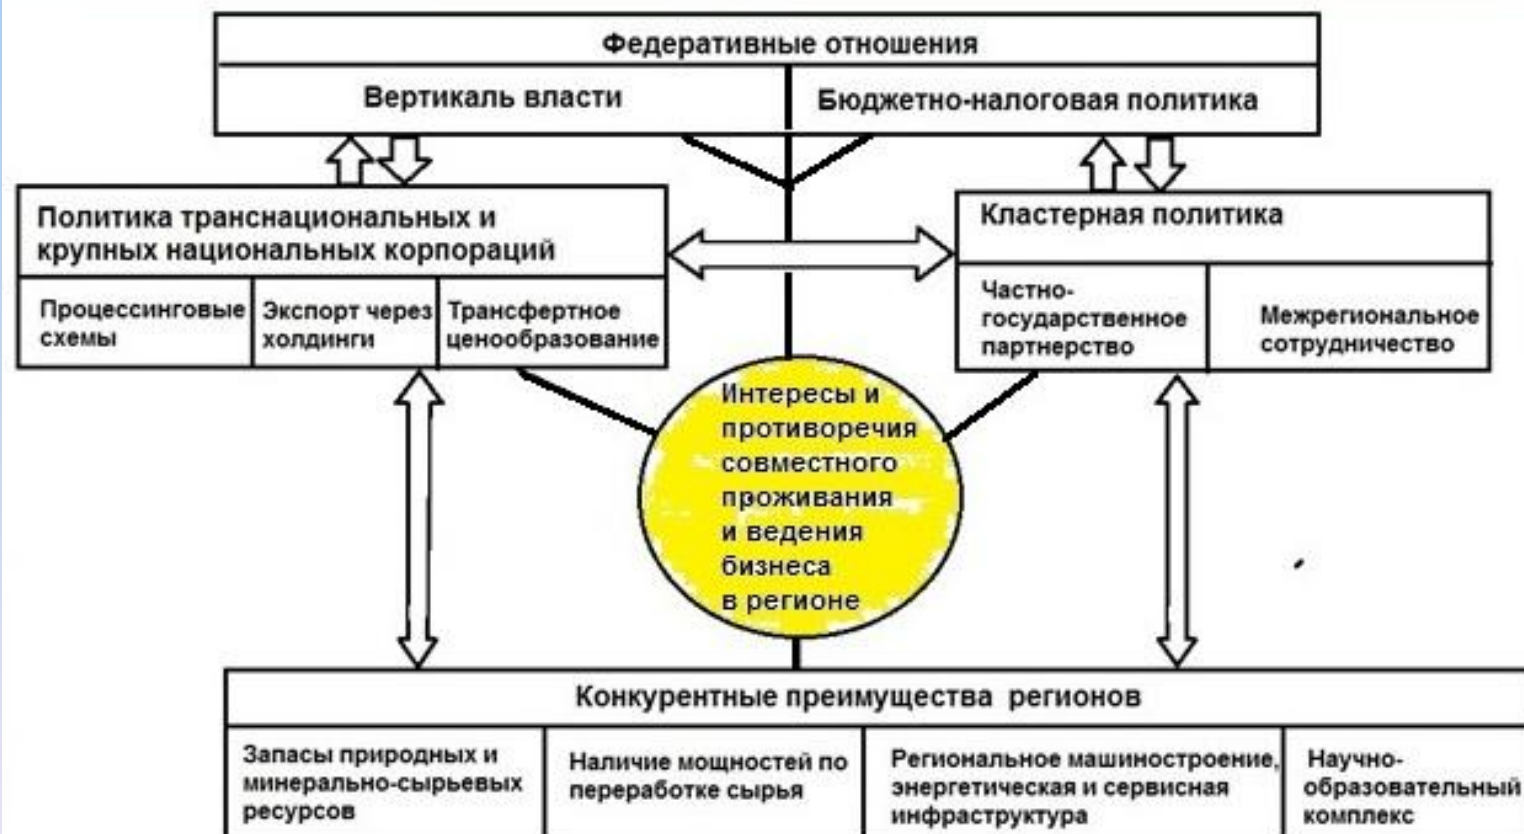 Федеративные отношения
Вертикаль власти
Бюджетно-налоговая политика
Политика транснациональных и
крупных национальных корпораций
Процессинговые
схемы
Экспорт через
холдинги
Трансфертное
ценообразование
Кластерная политика
Частно-
государственное
партнерство
Межрегиональное
сотрудничество
Интересы и
противоречия
совместного
проживания
и ведения
бизнеса
в регионе
Конкурентные преимущества регионов
Запасы природных и
минерально-сырьевых
ресурсов
Наличие мощностей по
переработке сырья
Региональное машиностроение,
энергетическая и сервисная
инфраструктура
Научно-
образовательный
комплекс